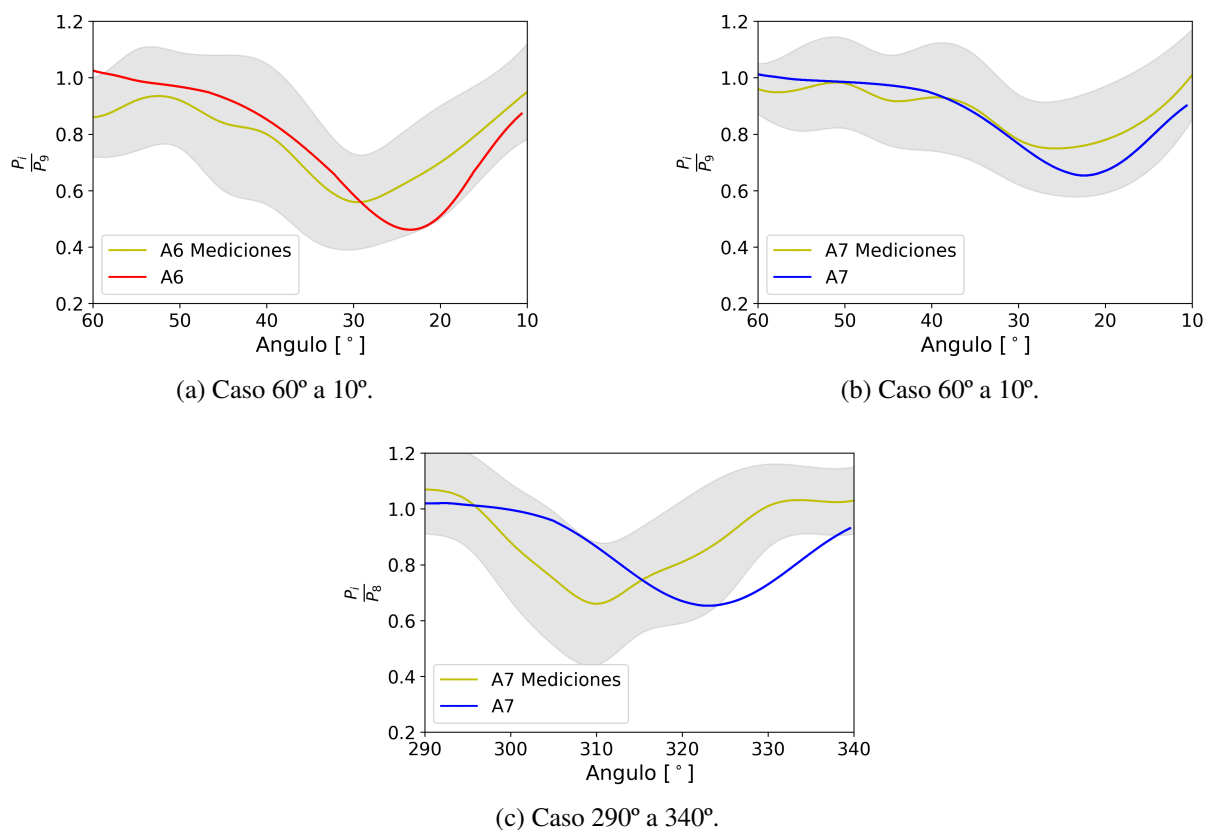 1.2
1.0
0.8
0.6
0.4
0.2
P_i
P_9
A6 Mediciones
A6
60 50 40 30 20 10
Angulo [°]
(a) Caso 60º a 10º.
1.2
1.0
0.8
0.6
0.4
0.2
P_i
P_9
A7 Mediciones
A7
60 50 40 30 20 10
Angulo [°]
(b) Caso 60º a 10º.
1.2
1.0
0.8
0.6
0.4
0.2
P_i
P_8
A7 Mediciones
A7
290 300 310 320 330 340
Angulo [°]
(c) Caso 290º a 340º.